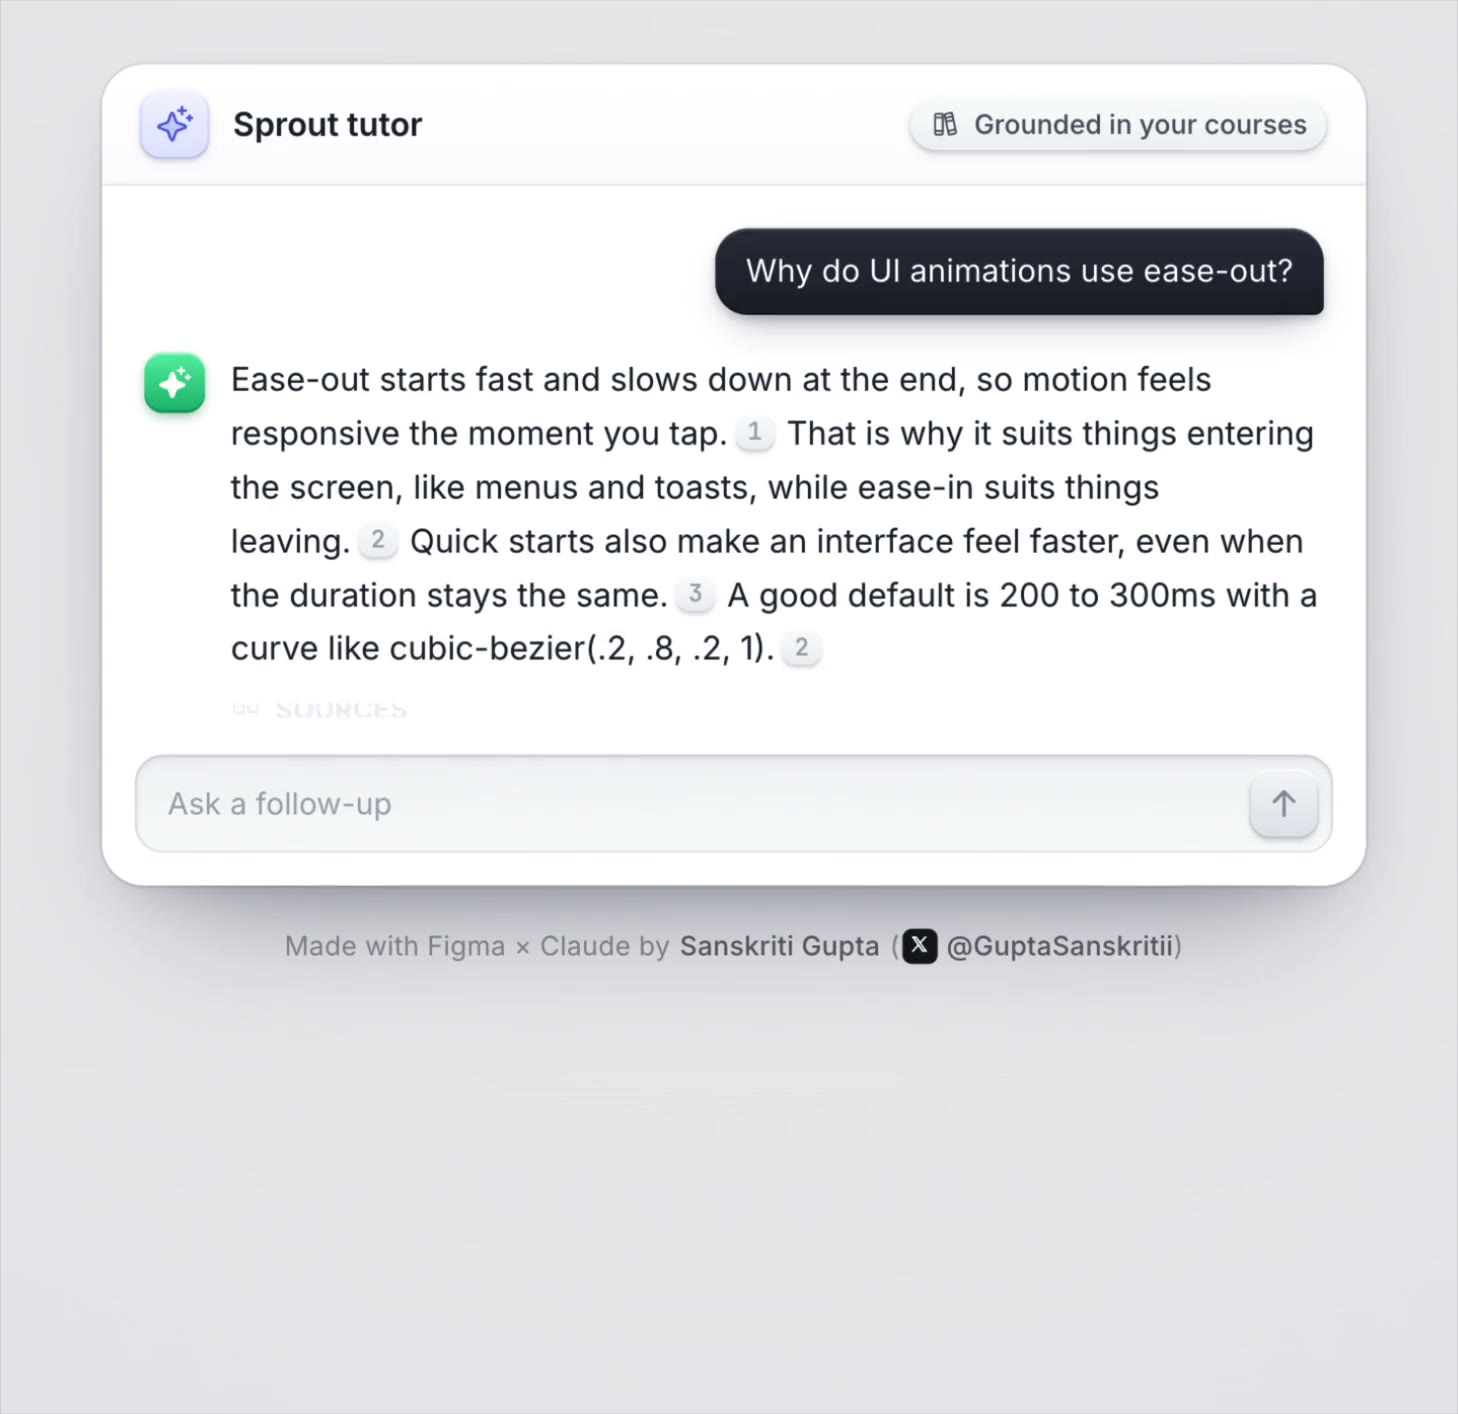 Sprout tutor
Grounded in your courses
Why do UI animations use ease-out?
Ease-out starts fast and slows down at the end, so motion feels
responsive the moment you tap. 1 That is why it suits things entering
the screen, like menus and toasts, while ease-in suits things
leaving. 2 Quick starts also make an interface feel faster, even when
the duration stays the same. 3 A good default is 200 to 300ms with a
curve like cubic-bezier(.2, .8, .2, 1). 2
SOURCES
Ask a follow-up
Made with Figma × Claude by Sanskriti Gupta (X @GuptaSanskritii)